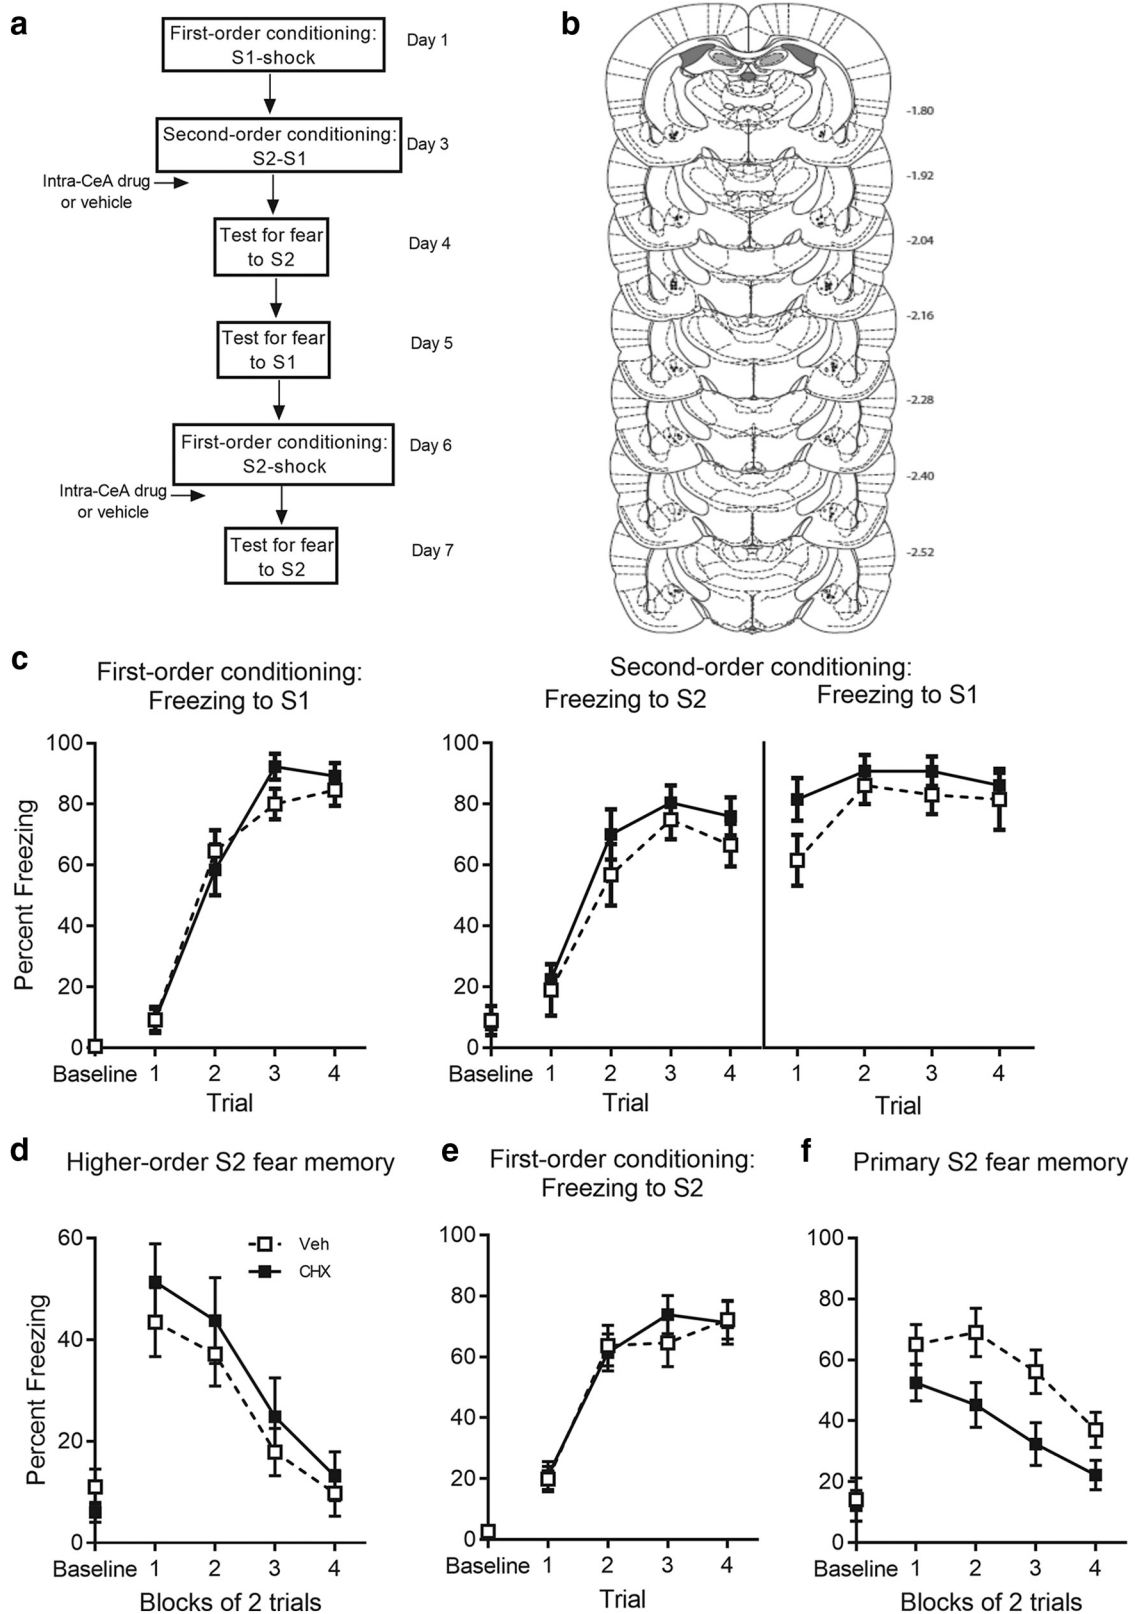 a
First-order conditioning:
S1-shock
Day 1
Second-order conditioning:
S2-S1
Day 3
Intra-CeA drug
or vehicle
Test for fear
to S2
Day 4
Test for fear
to S1
Day 5
First-order conditioning:
S2-shock
Day 6
Intra-CeA drug
or vehicle
Test for fear
to S2
Day 7
b
-1.80
-1.92
-2.04
-2.16
-2.28
-2.40
-2.52
c
First-order conditioning:
Freezing to S1
Percent Freezing
100
80
60
40
20
0
Baseline 1 2 3 4
Trial
Second-order conditioning:
Freezing to S2
Freezing to S1
100
80
60
40
20
0
Baseline 1 2 3 4
Trial
1 2 3 4
Trial
d
Higher-order S2 fear memory
Percent Freezing
60
40
20
0
Veh
CHX
Baseline 1 2 3 4
Blocks of 2 trials
e
First-order conditioning:
Freezing to S2
100
80
60
40
20
0
Baseline 1 2 3 4
Trial
f
Primary S2 fear memory
100
80
60
40
20
0
Baseline 1 2 3 4
Blocks of 2 trials